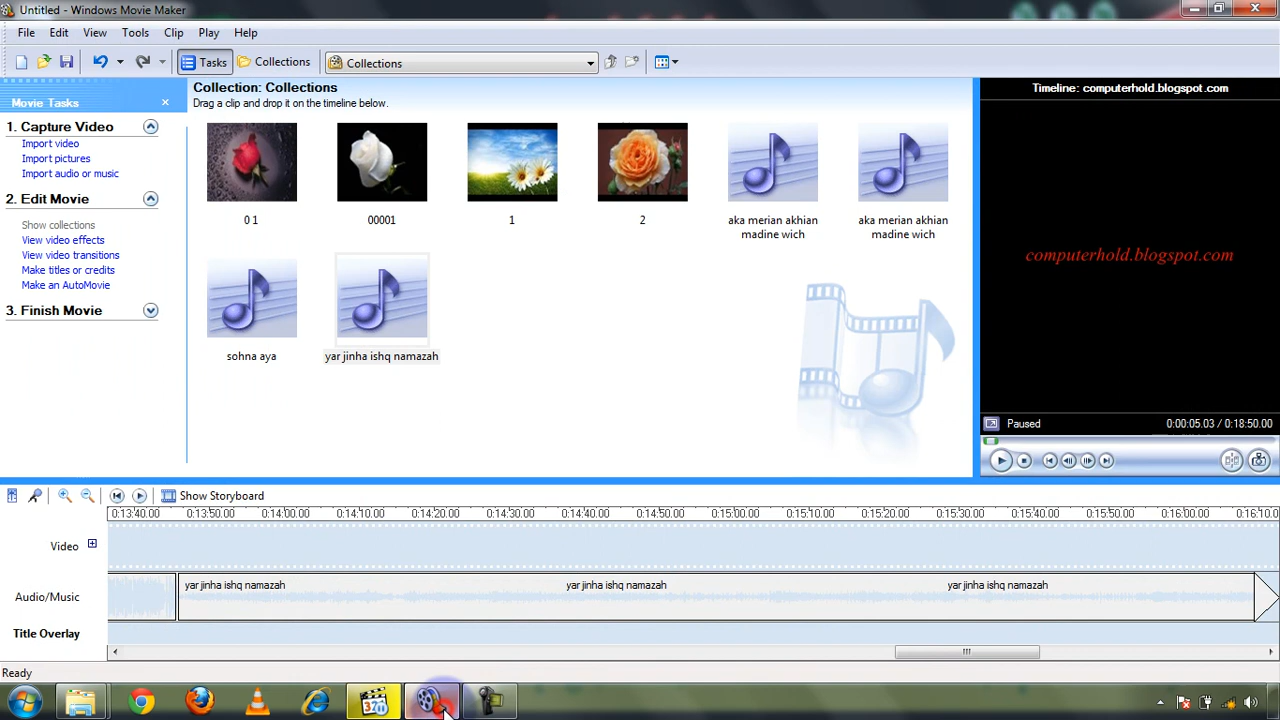 Untitled - Windows Movie Maker
File Edit View Tools Clip Play Help
Tasks Collections Collections
Movie Tasks
Collection: Collections
Drag a clip and drop it on the timeline below.
Timeline: computerhold.blogspot.com
1. Capture Video
Import video
Import pictures
Import audio or music
2. Edit Movie
Show collections
View video effects
View video transitions
Make titles or credits
Make an AutoMovie
3. Finish Movie
0 1
00001
1
2
aka merian akhian
madine wich
aka merian akhian
madine wich
sohna aya
yar jinha ishq namazah
computerhold.blogspot.com
Paused 0:00:05.03 / 0:18:50.00
Show Storyboard
0:13:40.00 0:13:50.00 0:14:00.00 0:14:10.00 0:14:20.00 0:14:30.00 0:14:40.00 0:14:50.00 0:15:00.00 0:15:10.00 0:15:20.00 0:15:30.00 0:15:40.00 0:15:50.00 0:16:00.00 0:16:10.0
Video
Audio/Music
yar jinha ishq namazah yar jinha ishq namazah yar jinha ishq namazah
Title Overlay
Ready